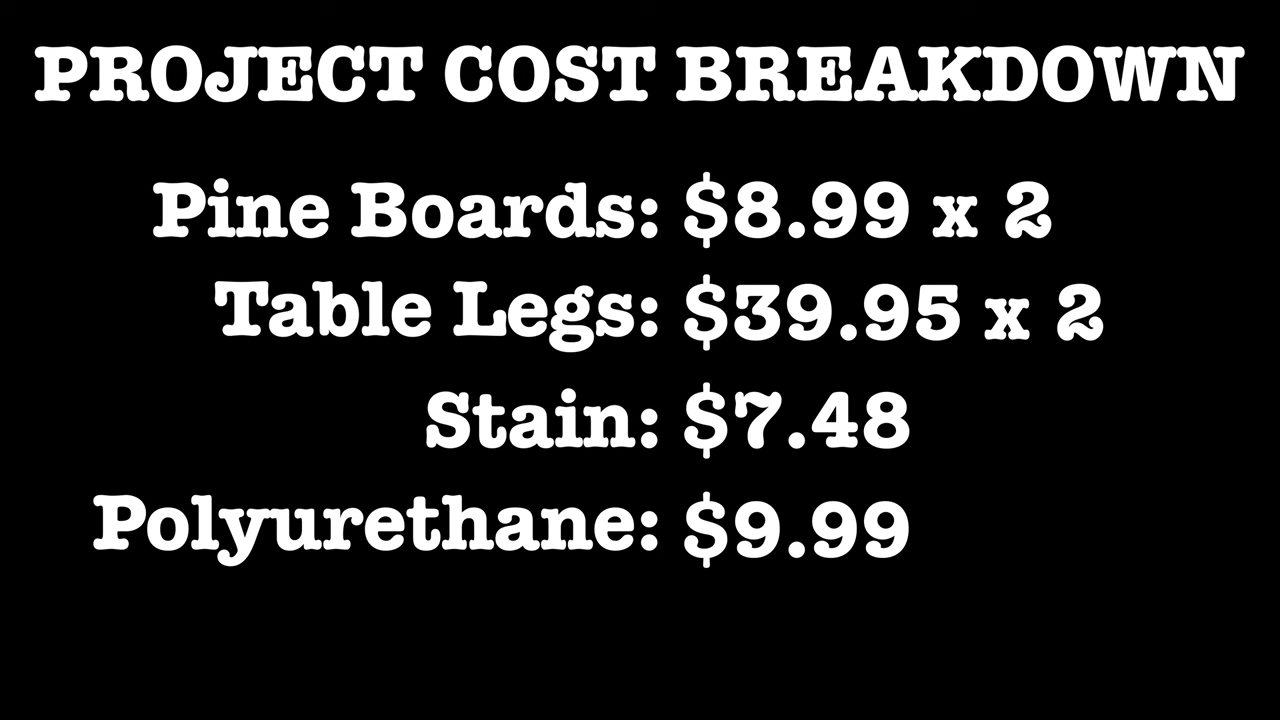 PROJECT COST BREAKDOWN
Pine Boards: $8.99 x 2
Table Legs: $39.95 x 2
Stain: $7.48
Polyurethane: $9.99